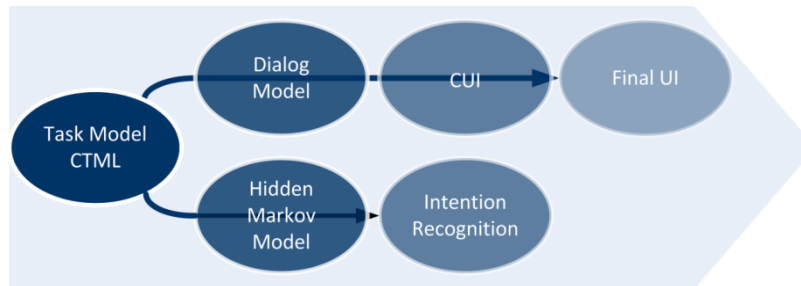 Task Model
CTML
Dialog
Model
CUI
Final UI
Hidden
Markov
Model
Intention
Recognition